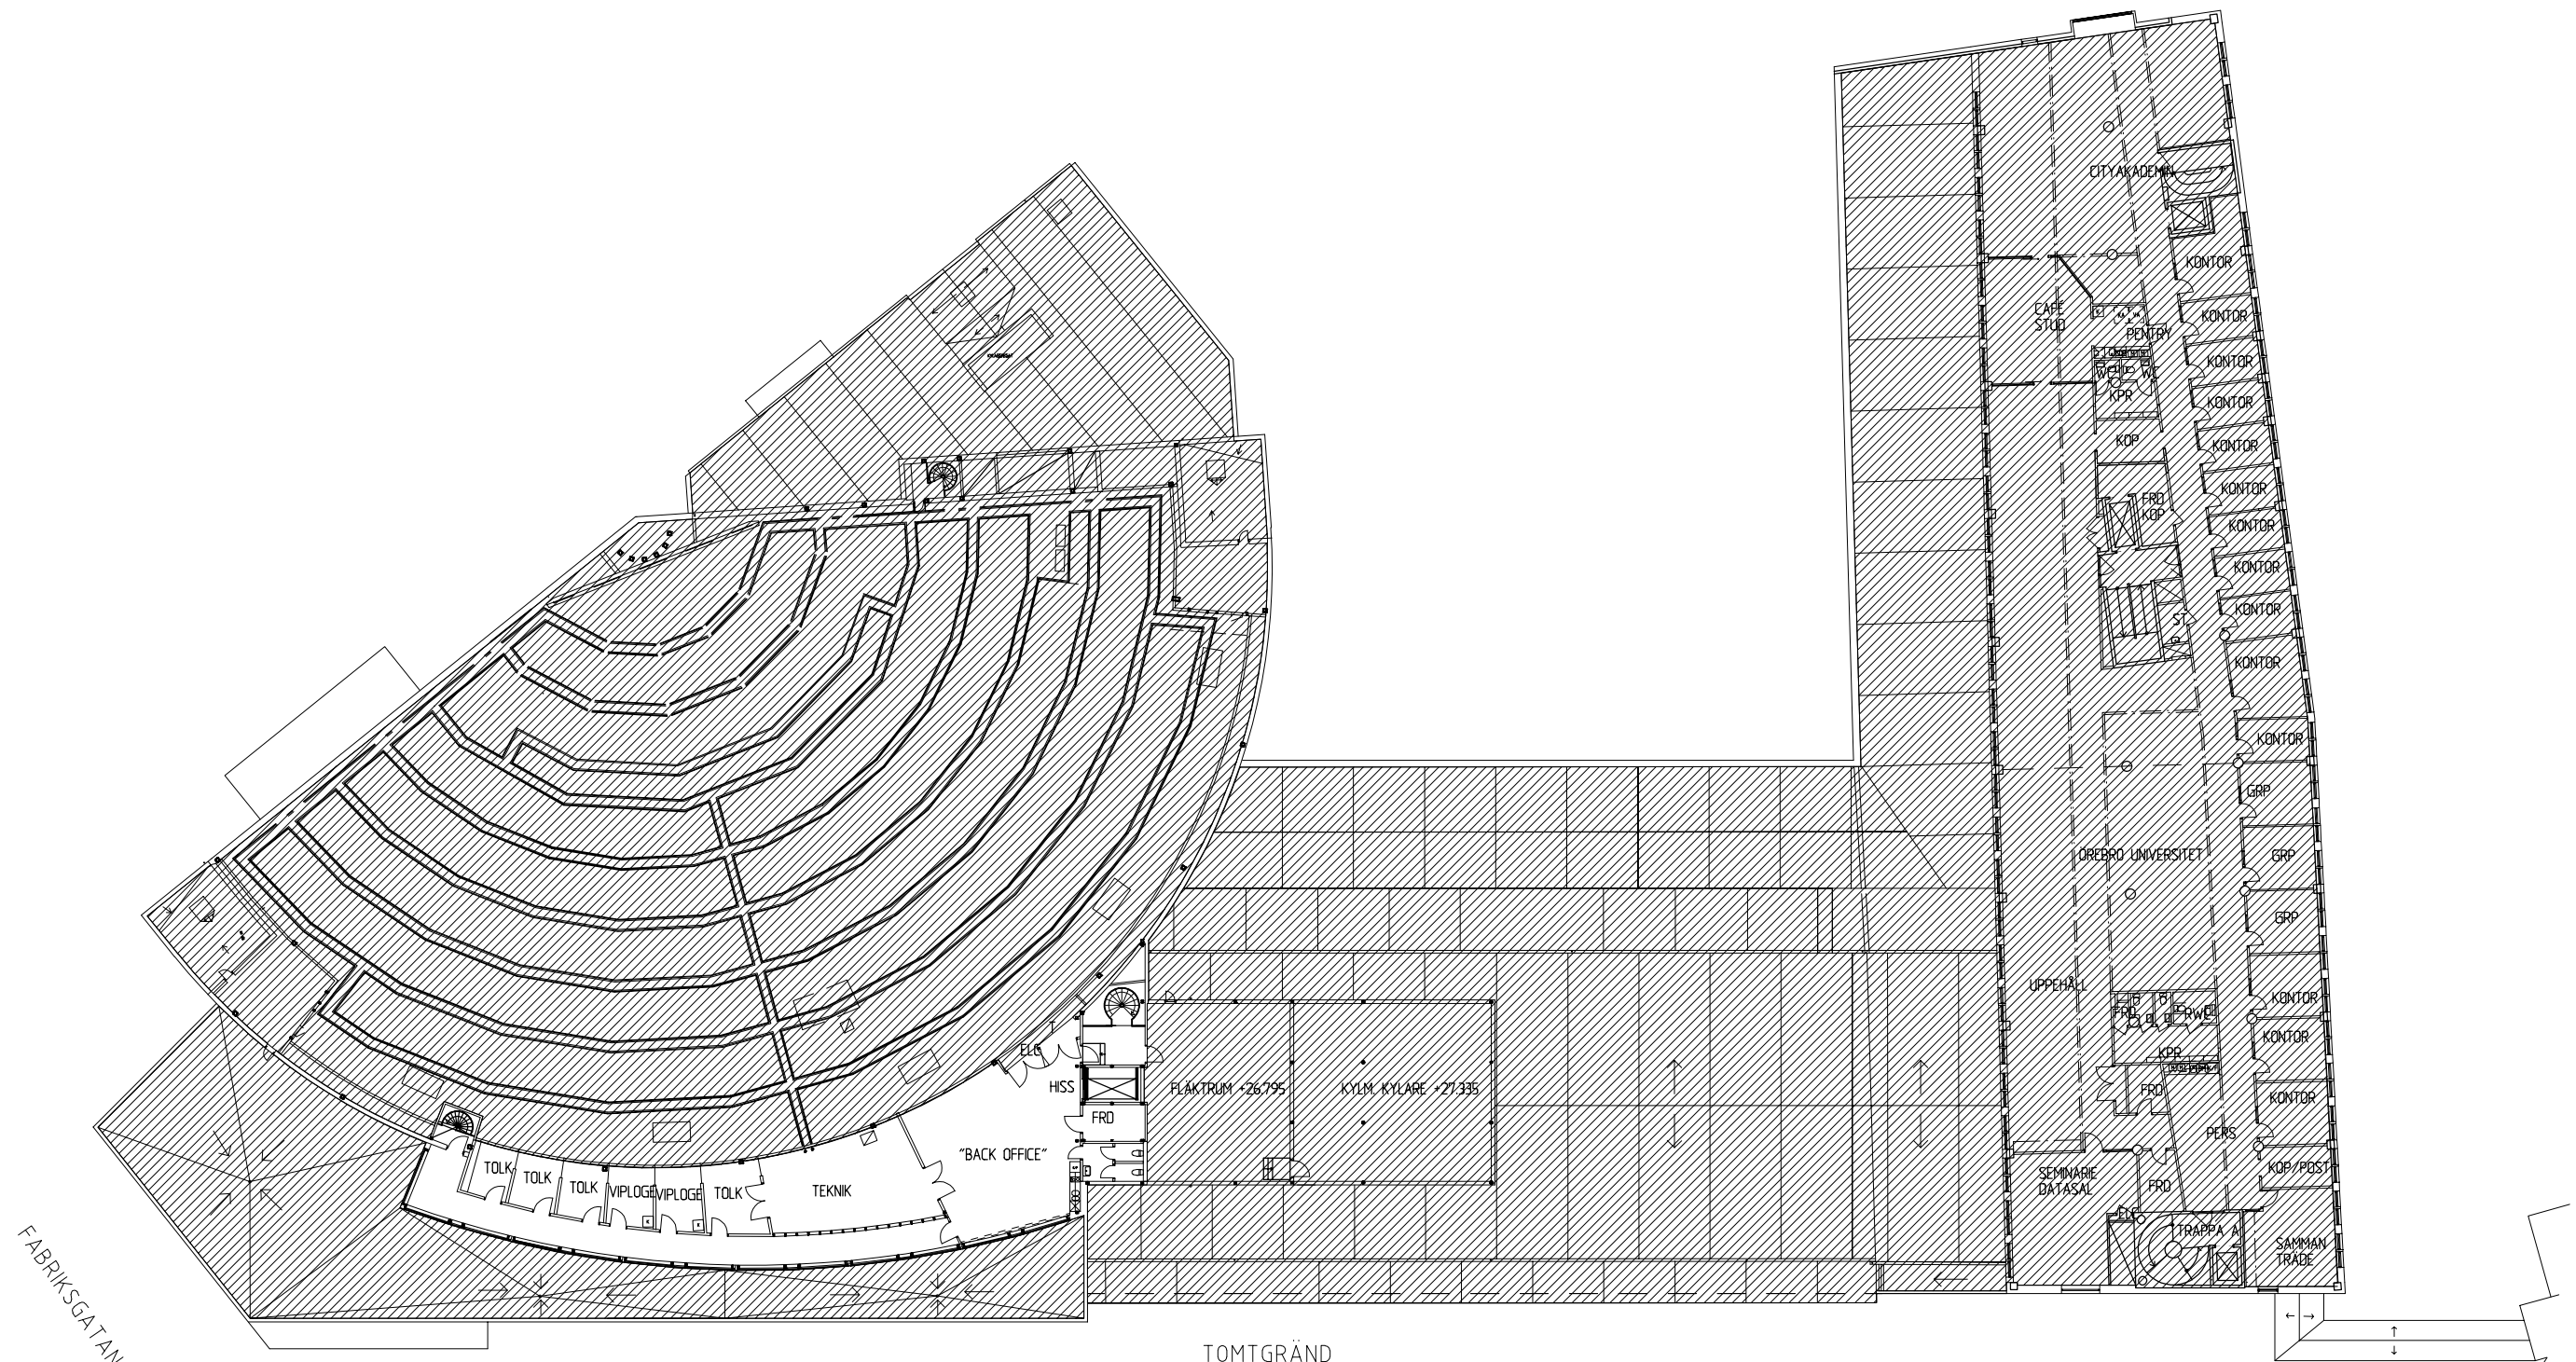 CITYAKADEMIN
KONTOR
CAFÉ
STUD
KONTOR
PENTRY
KONTOR
WC
WC
KPR
KONTOR
KOP
KONTOR
KONTOR
FRD
KOP
KONTOR
KONTOR
KONTOR
ST
KONTOR
KONTOR
GRP
ÖREBRO UNIVERSITET
GRP
GRP
UPPEHÅLL
KONTOR
FRD
RWC
KONTOR
KPR
FRD
KONTOR
PERS
KOP/POST
SEMINARIE
DATASAL
FRD
ELC
TRAPPA A
SAMMAN
TRÄDE
T
ELC
HISS
FLÄKTRUM +26.795
KYLM. KYLARE +27.335
FRD
"BACK OFFICE"
TOLK
TOLK
TOLK
VIPLOGE
VIPLOGE
TOLK
TEKNIK
FABRIKSGATAN
TOMTGRÄND